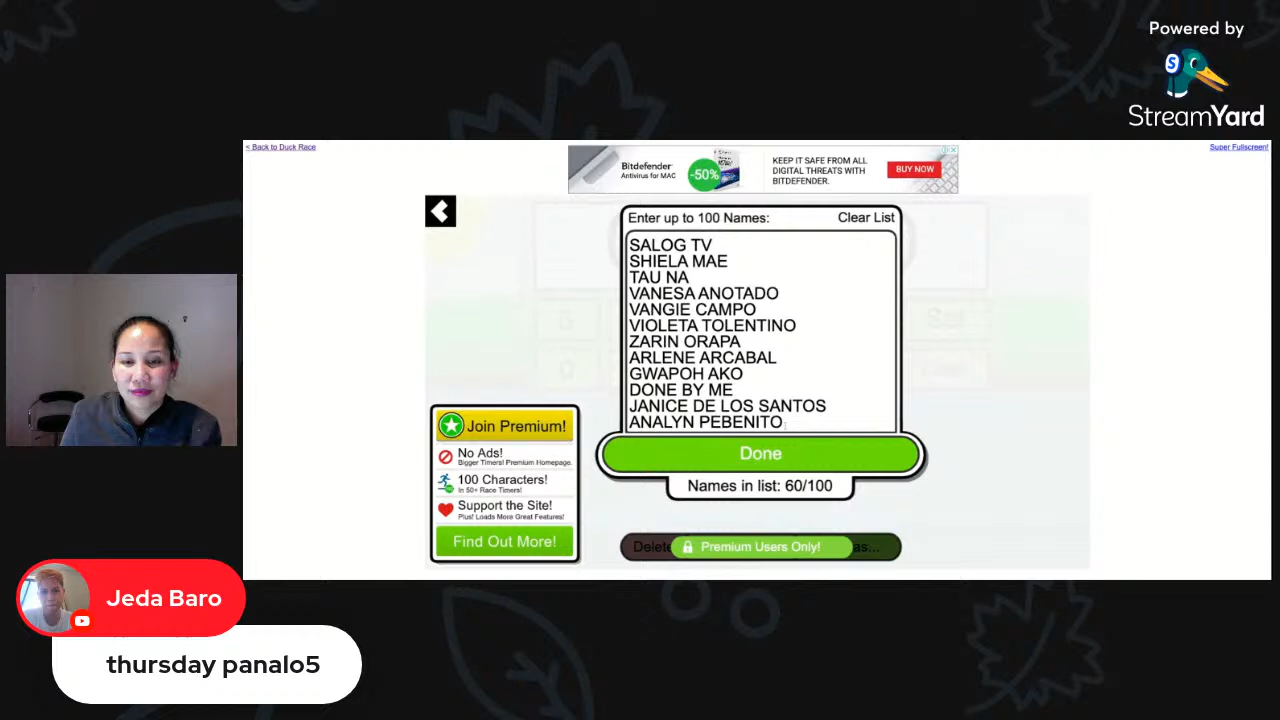 Powered by
StreamYard
< Back to Duck Race
Super Fullscreen!
Bitdefender
Antivirus for MAC
-50%
KEEP IT SAFE FROM ALL
DIGITAL THREATS WITH
BITDEFENDER.
BUY NOW
Enter up to 100 Names:
Clear List
SALOG TV
SHIELA MAE
TAU NA
VANESA ANOTADO
VANGIE CAMPO
VIOLETA TOLENTINO
ZARIN ORAPA
ARLENE ARCABAL
GWAPOH AKO
DONE BY ME
JANICE DE LOS SANTOS
ANALYN PEBENITO
Done
Names in list: 60/100
Join Premium!
No Ads!
Bigger Timers! Premium Homepage.
100 Characters!
In 50+ Race Timers!
Support the Site!
Plus! Loads More Great Features!
Find Out More!
Premium Users Only!
Jeda Baro
thursday panalo5